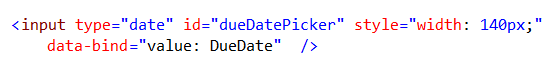 <input type="date" id="dueDatePicker" style="width: 140px;"
data-bind="value: DueDate"  />